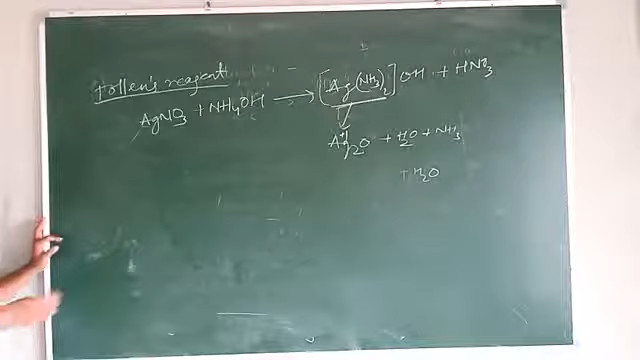 Tollen's reagent
AgNO3 + NH4OH → [Ag(NH3)2]OH + HNO3
Ag2O + H2O + NH3
+ H2O